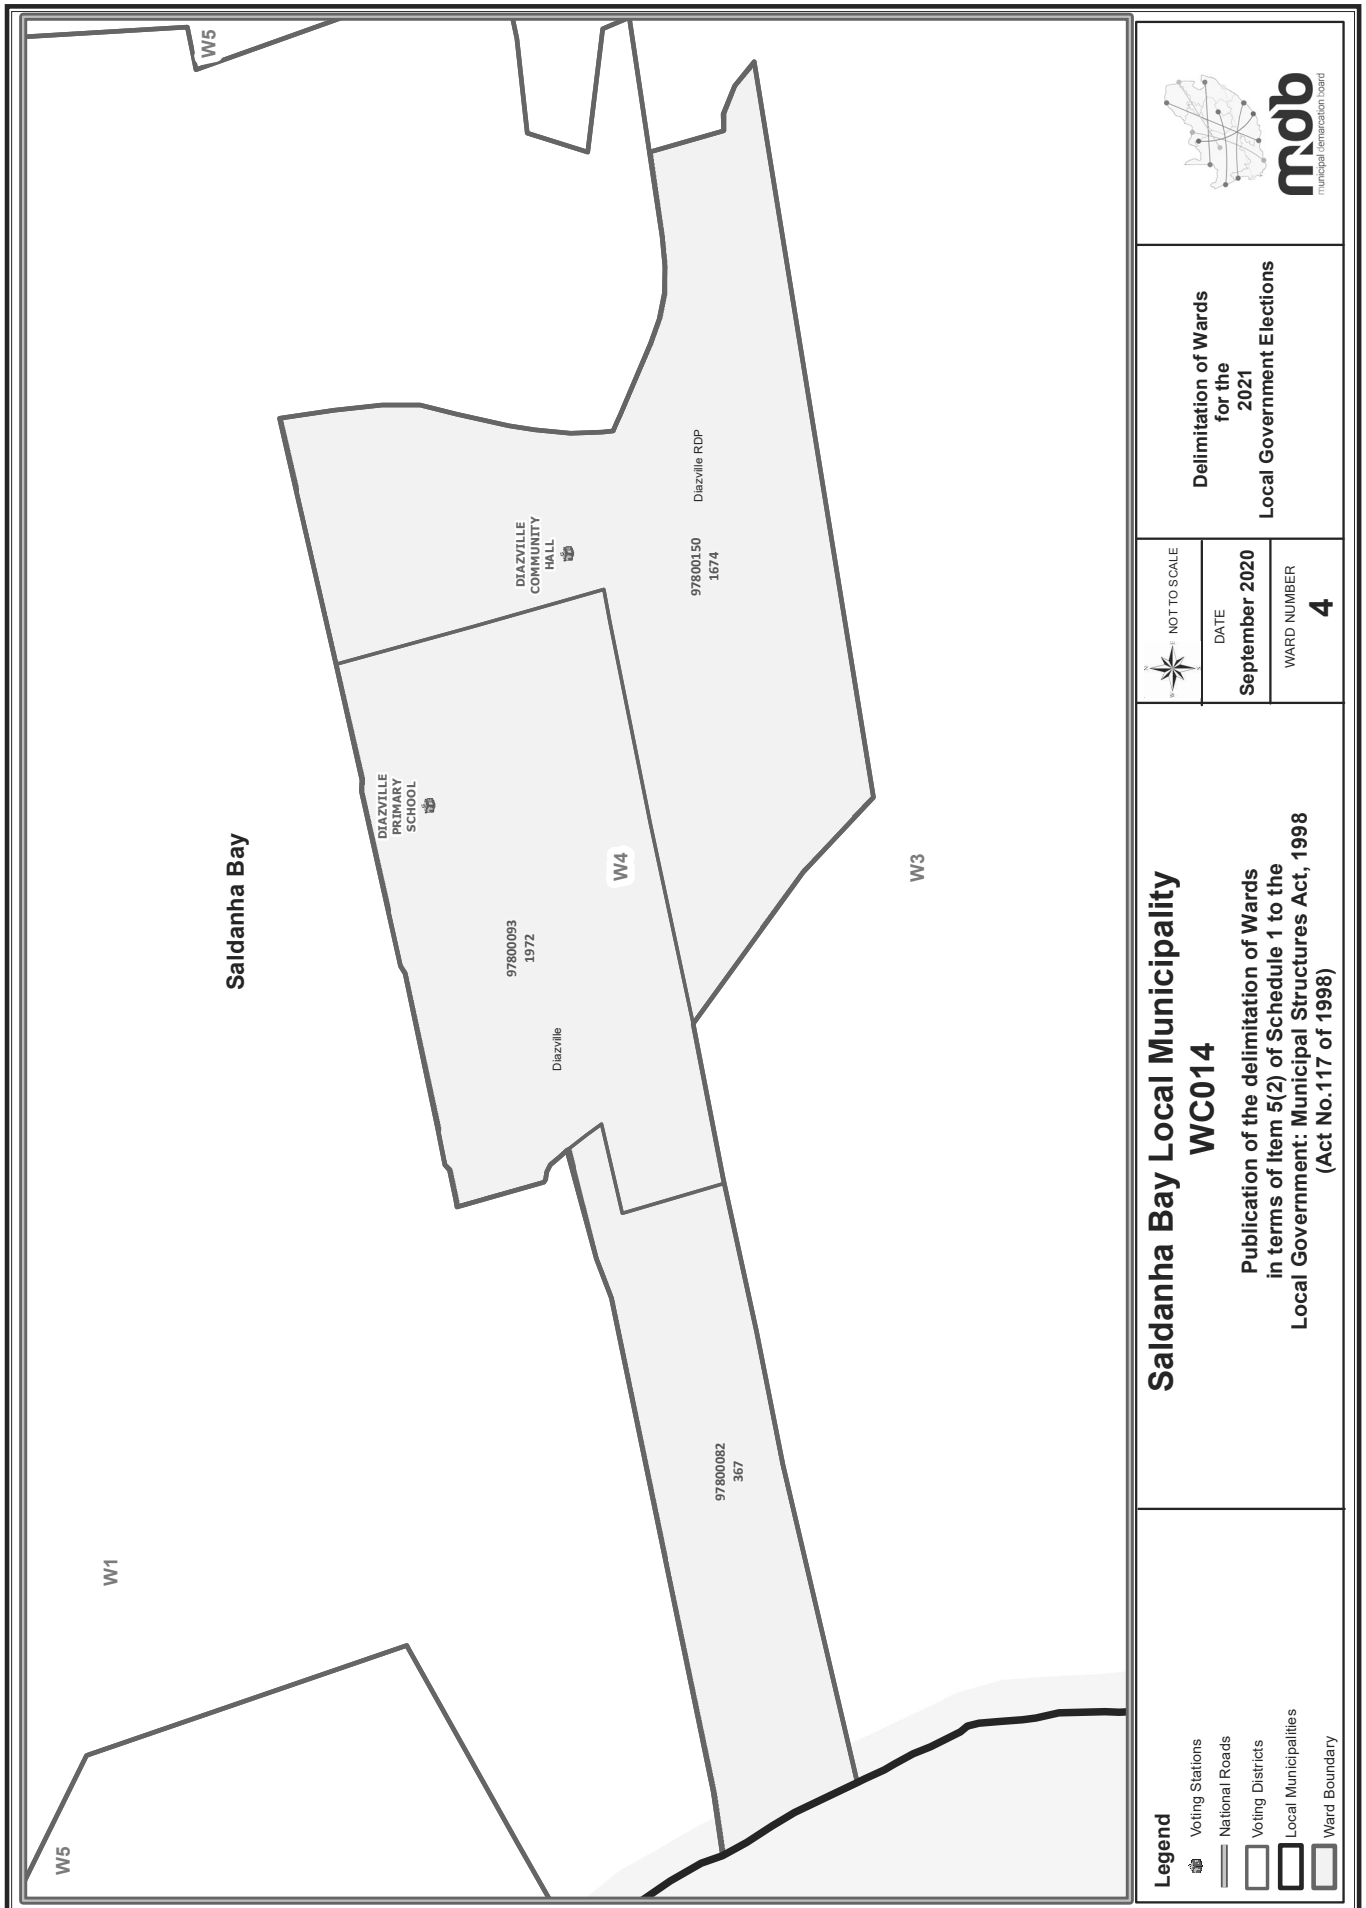 W5
W1
W5
Saldanha Bay
DIAZVILLE
PRIMARY
SCHOOL
DIAZVILLE
COMMUNITY
HALL
97800093
1972
Diazville
W4
Diazville RDP
97800150
1674
97800082
367
W3
Legend
Voting Stations
National Roads
Voting Districts
Local Municipalities
Ward Boundary
Saldanha Bay Local Municipality
WC014
Publication of the delimitation of Wards
in terms of Item 5(2) of Schedule 1 to the
Local Government: Municipal Structures Act, 1998
(Act No.117 of 1998)
N
W
E
S
NOT TO SCALE
DATE
September 2020
WARD NUMBER
4
Delimitation of Wards
for the
2021
Local Government Elections
mdb
municipal demarcation board